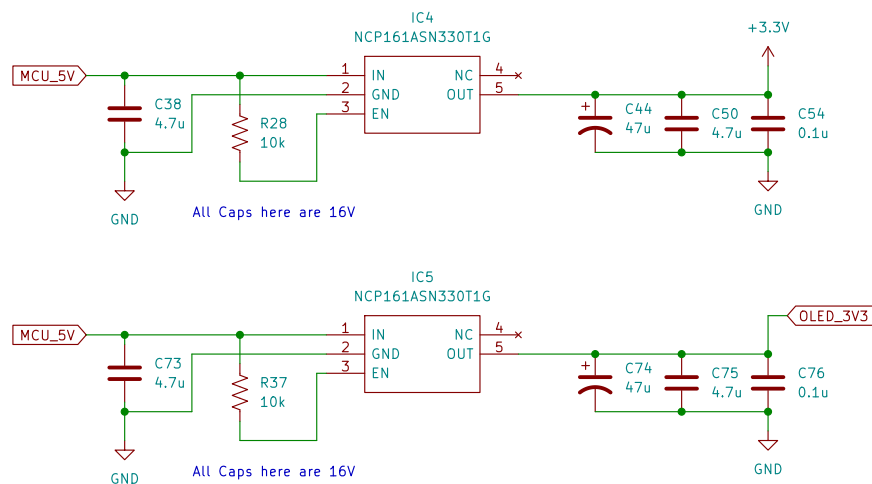 IC4
NCP161ASN330T1G
+3.3V
MCU_5V
1 IN NC 4
2 GND OUT 5
3 EN
C38
4.7u
R28
10k
C44
47u
C50
4.7u
C54
0.1u
+
GND
All Caps here are 16V
GND
IC5
NCP161ASN330T1G
OLED_3V3
MCU_5V
1 IN NC 4
2 GND OUT 5
3 EN
C73
4.7u
R37
10k
+
C74
47u
C75
4.7u
C76
0.1u
GND
All Caps here are 16V
GND